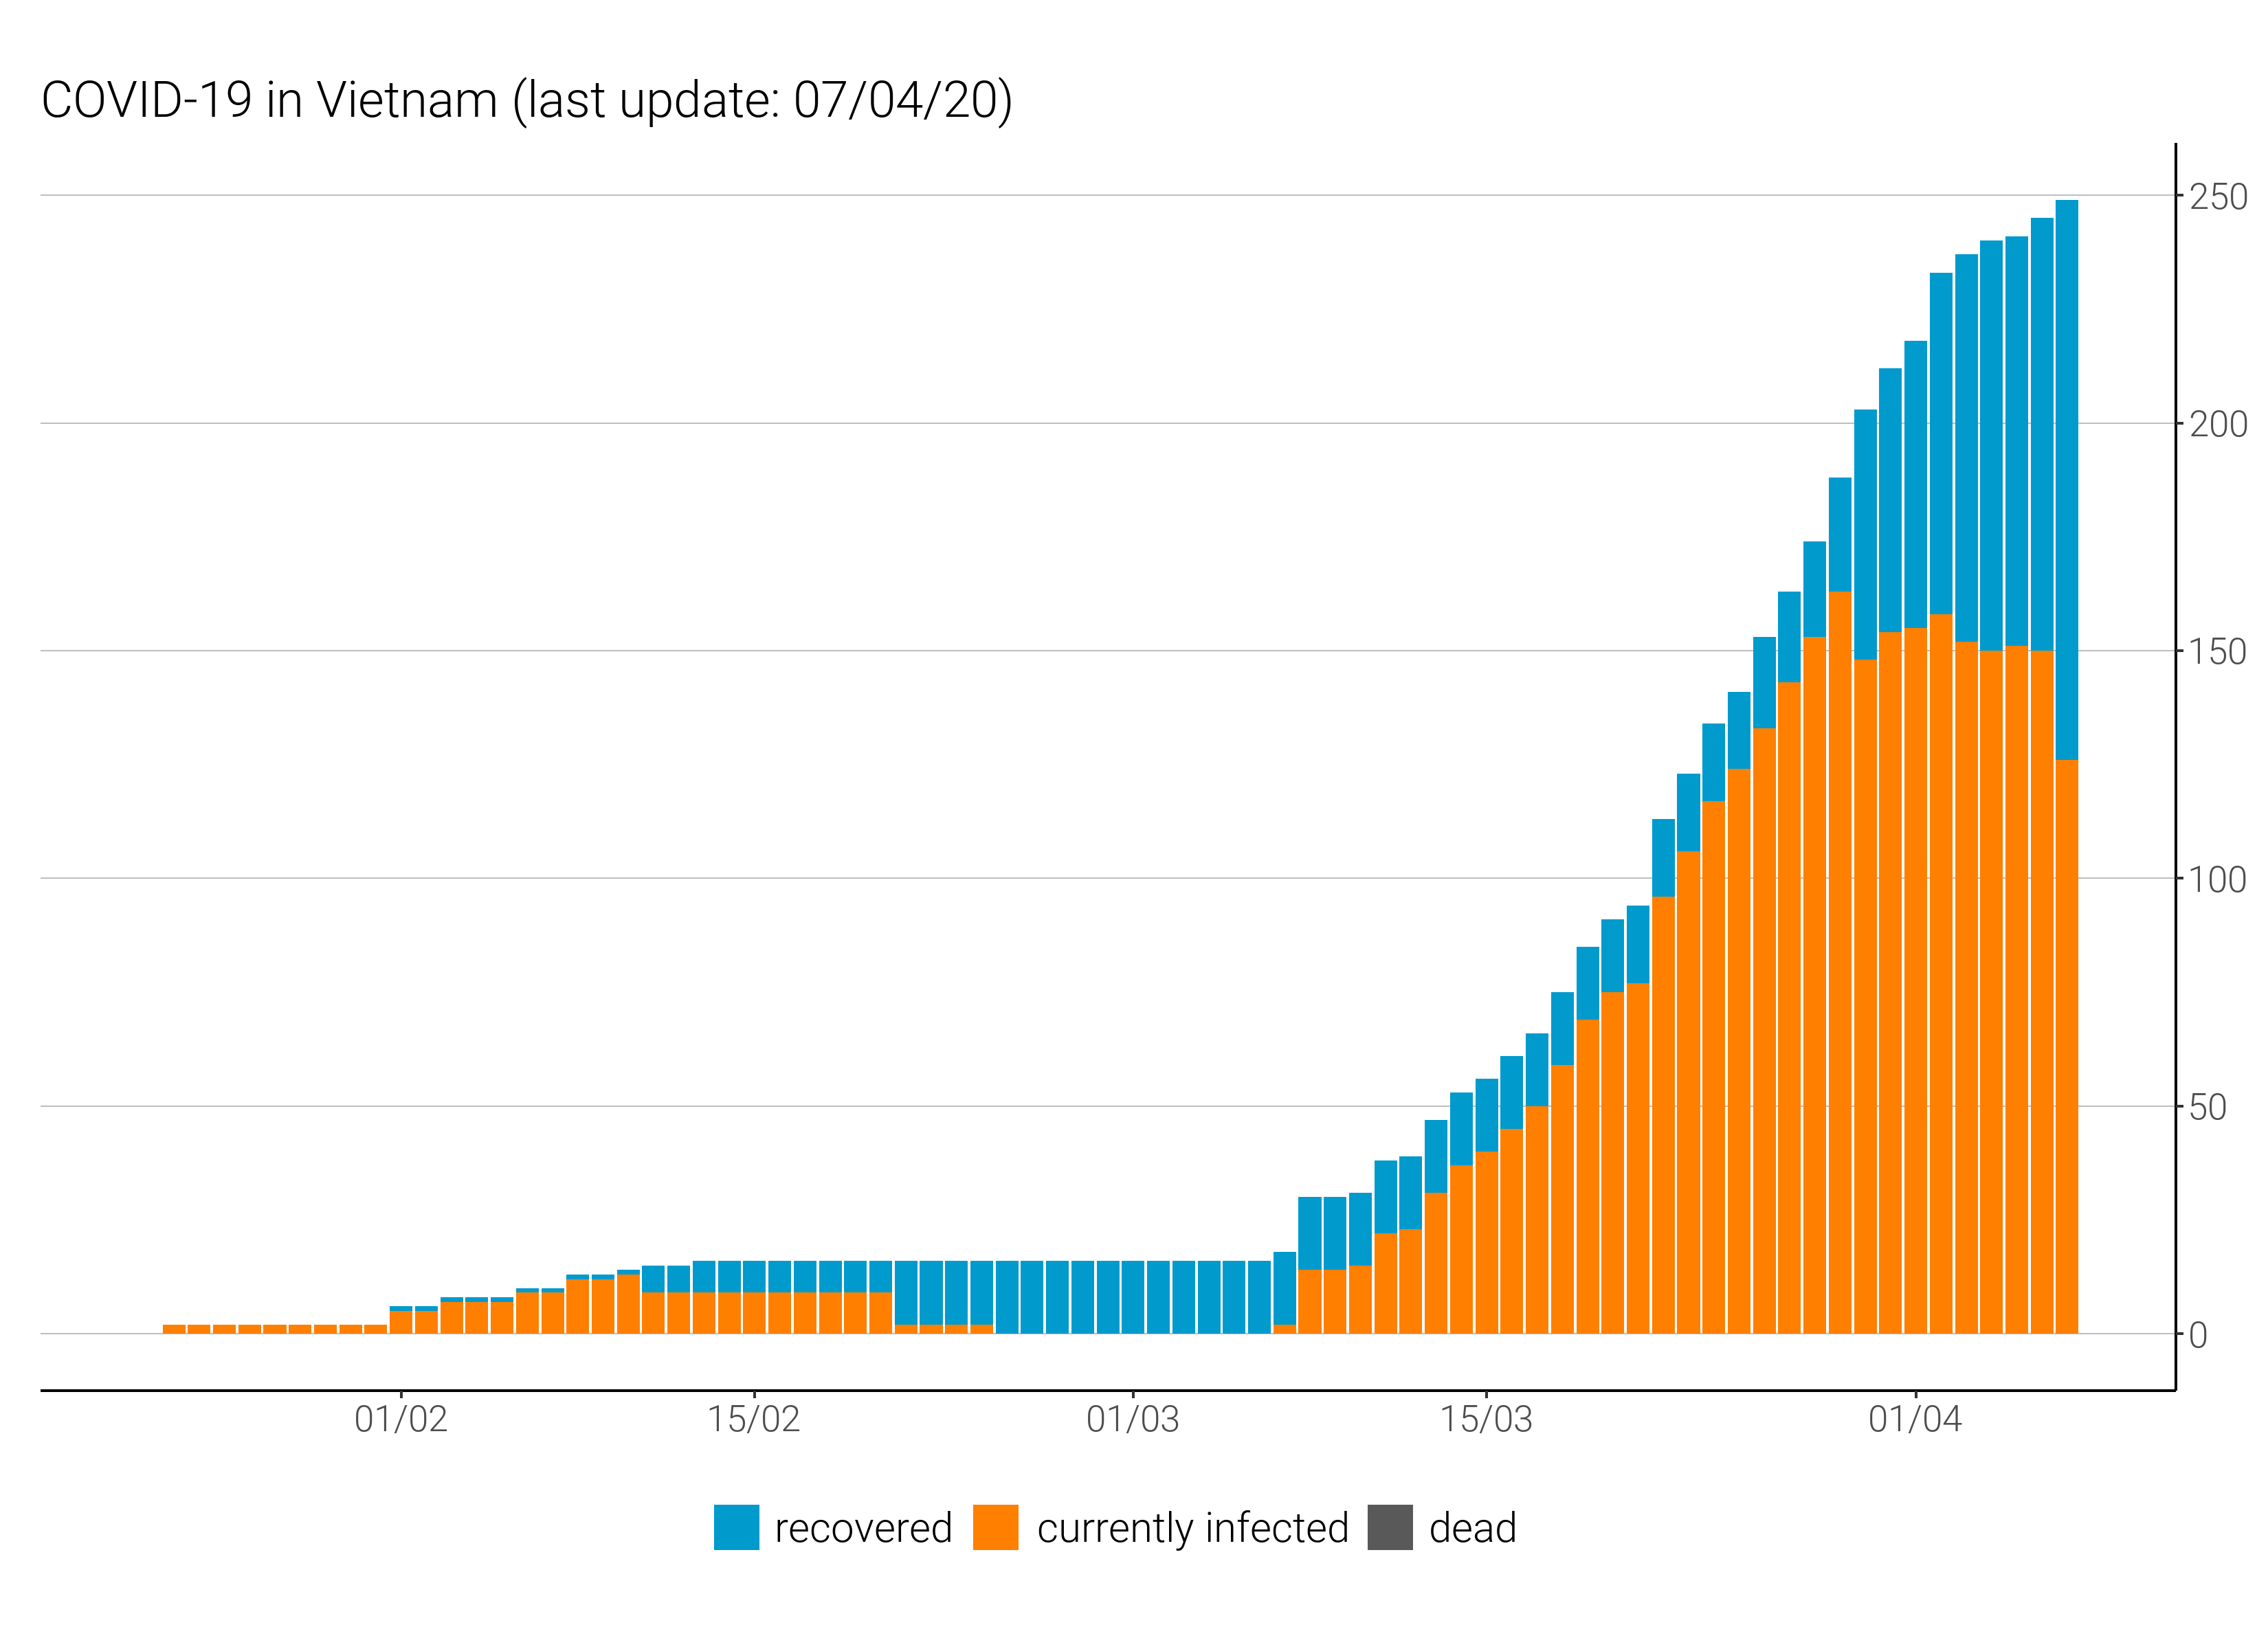 COVID-19 in Vietnam (last update: 07/04/20)
250
200
150
100
50
0
01/02 15/02 01/03 15/03 01/04
recovered currently infected dead